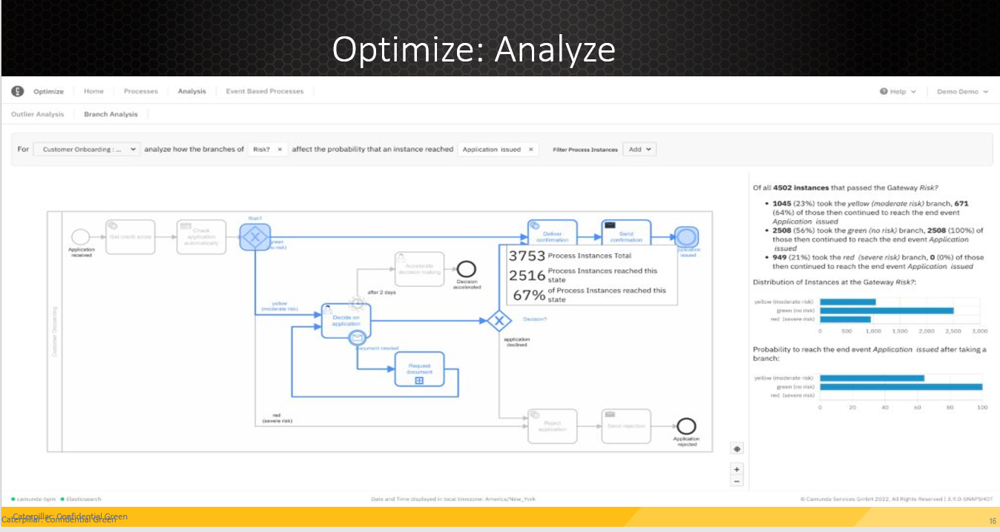 Optimize: Analyze
Optimize Home Processes Analysis Event Based Processes Help Demo Demo
Outlier Analysis Branch Analysis
For Customer Onboarding : ... analyze how the branches of Risk? × affect the probability that an instance reached Application issued × Filter Process Instances Add
Of all 4502 instances that passed the Gateway Risk?
• 1045 (23%) took the yellow (moderate risk) branch, 671
(64%) of those then continued to reach the end event
Application issued
• 2508 (56%) took the green (no risk) branch, 2508 (100%) of
those then continued to reach the end event Application
issued
• 949 (21%) took the red (severe risk) branch, 0 (0%) of those
then continued to reach the end event Application issued
Distribution of Instances at the Gateway Risk?:
yellow (moderate risk)
green (no risk)
red (severe risk)
0 500 1,000 1,500 2,000 2,500 3,000
Probability to reach the end event Application issued after taking a
branch:
yellow (moderate risk)
green (no risk)
red (severe risk)
0 20 40 60 80 100
Customer Onboarding
Application
received
Get credit score
Check
application
automatically
Risk?
green
(no risk)
Deliver
confirmation
Send
confirmation
issued
3753 Process Instances Total
2516 Process Instances reached this
state
67% of Process Instances reached this
state
Accelerate
decision making
Decision
accelerated
after 2 days
yellow
(moderate risk)
Decide on
application
Decision?
document needed
application
declined
Request
document
red
(severe risk)
Reject
application
Send rejection
Application
rejected
camunda-bpm Elasticsearch
Date and Time displayed in local timezone: America/New_York
© Camunda Services GmbH 2022, All Rights Reserved | 3.9.0-SNAPSHOT
Caterpillar: Confidential Green
Caterpillar: Confidential Green
16